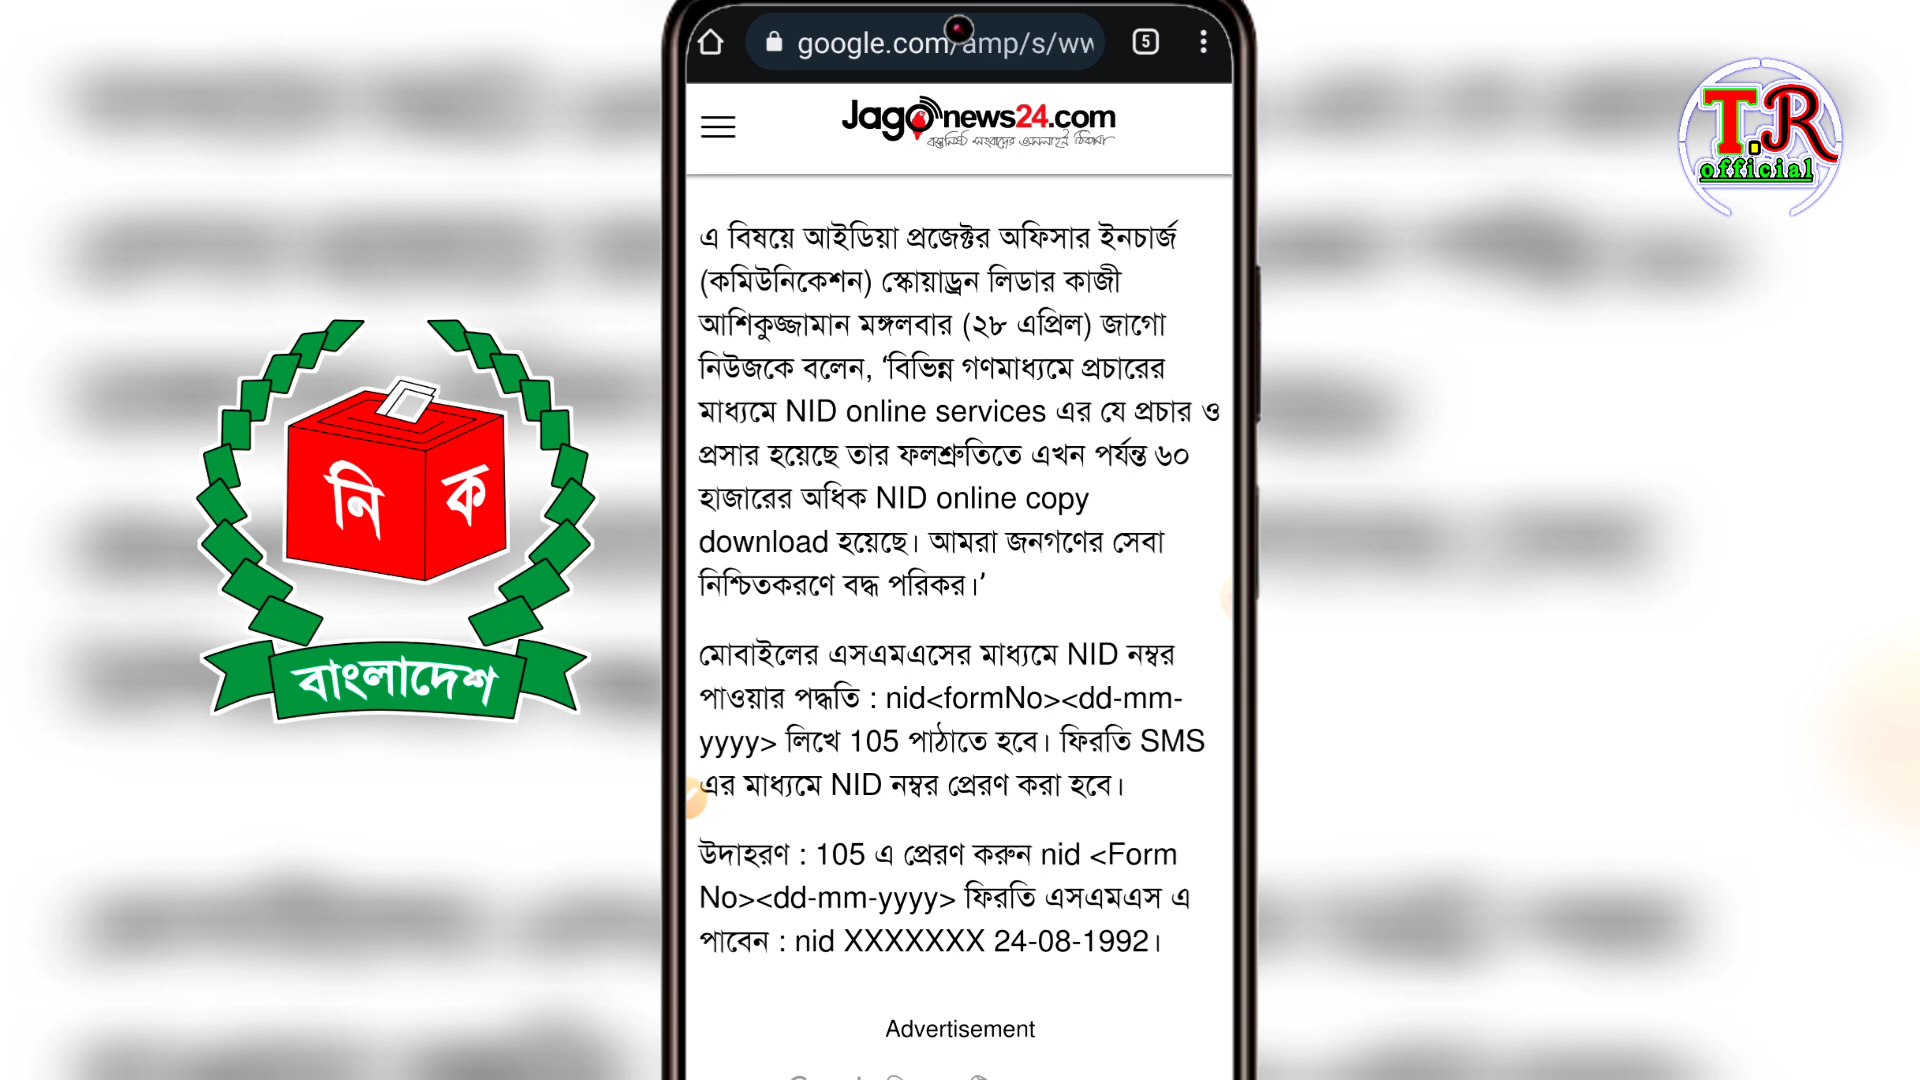 google.com/amp/s/ww
5
Jagonews24.com
বস্তুনিষ্ঠ সংবাদের অনলাইন ঠিকানা
T.R
official
এ বিষয়ে আইডিয়া প্রজেক্টর অফিসার ইনচার্জ
(কমিউনিকেশন) স্কোয়াড্রন লিডার কাজী
আশিকুজ্জামান মঙ্গলবার (২৮ এপ্রিল) জাগো
নিউজকে বলেন, ‘বিভিন্ন গণমাধ্যমে প্রচারের
মাধ্যমে NID online services এর যে প্রচার ও
প্রসার হয়েছে তার ফলশ্রুতিতে এখন পর্যন্ত ৬০
হাজারের অধিক NID online copy
download হয়েছে। আমরা জনগণের সেবা
নিশ্চিতকরণে বদ্ধ পরিকর।’
নি ক
বাংলাদেশ
মোবাইলের এসএমএসের মাধ্যমে NID নম্বর
পাওয়ার পদ্ধতি : nid<formNo><dd-mm-
yyyy> লিখে 105 পাঠাতে হবে। ফিরতি SMS
এর মাধ্যমে NID নম্বর প্রেরণ করা হবে।
উদাহরণ : 105 এ প্রেরণ করুন nid <Form
No><dd-mm-yyyy> ফিরতি এসএমএস এ
পাবেন : nid XXXXXXX 24-08-1992।
Advertisement